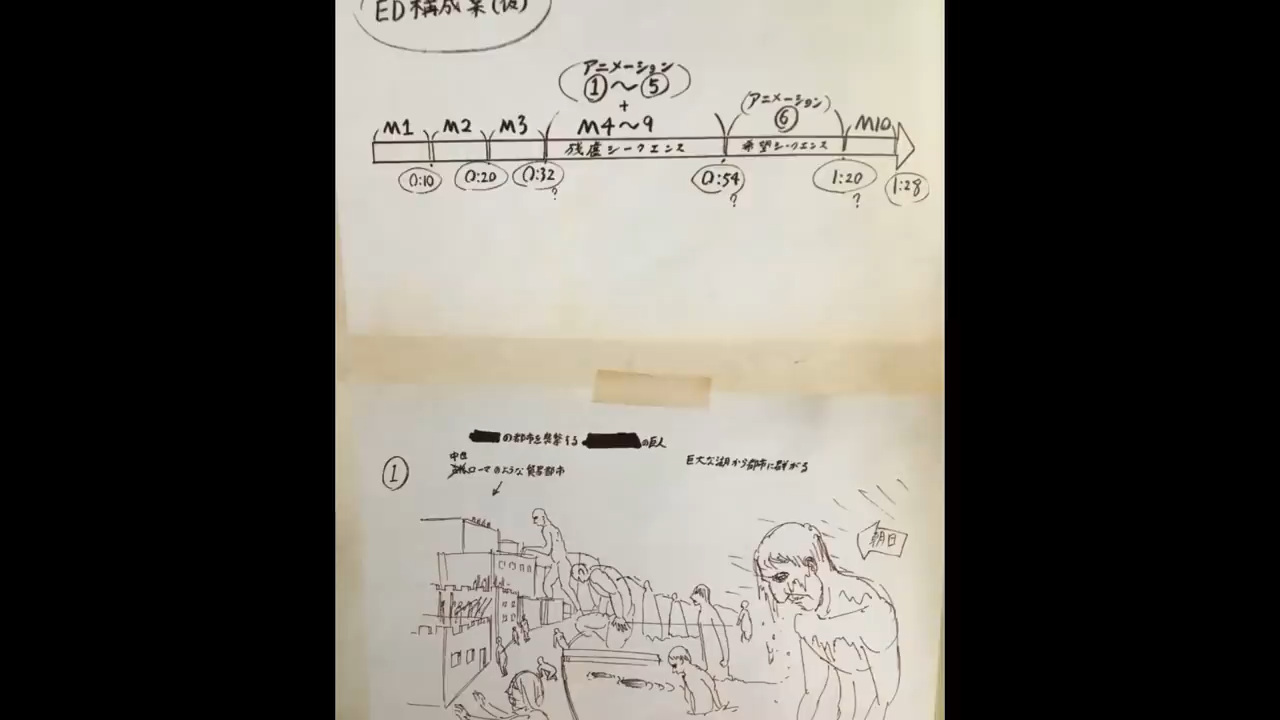 ED構成案(仮)
アニメーション
①〜⑤
+
(アニメーション)
⑥
M1 M2 M3 M4〜9 M10
残虐シークエンス 希望シークエンス
0:10 0:20 0:32 0:54 1:20 1:28
? ? ?
の都市を襲撃する の巨人
巨大な湖から都市に群がる
①
中世
ローマのような貿易都市
朝日